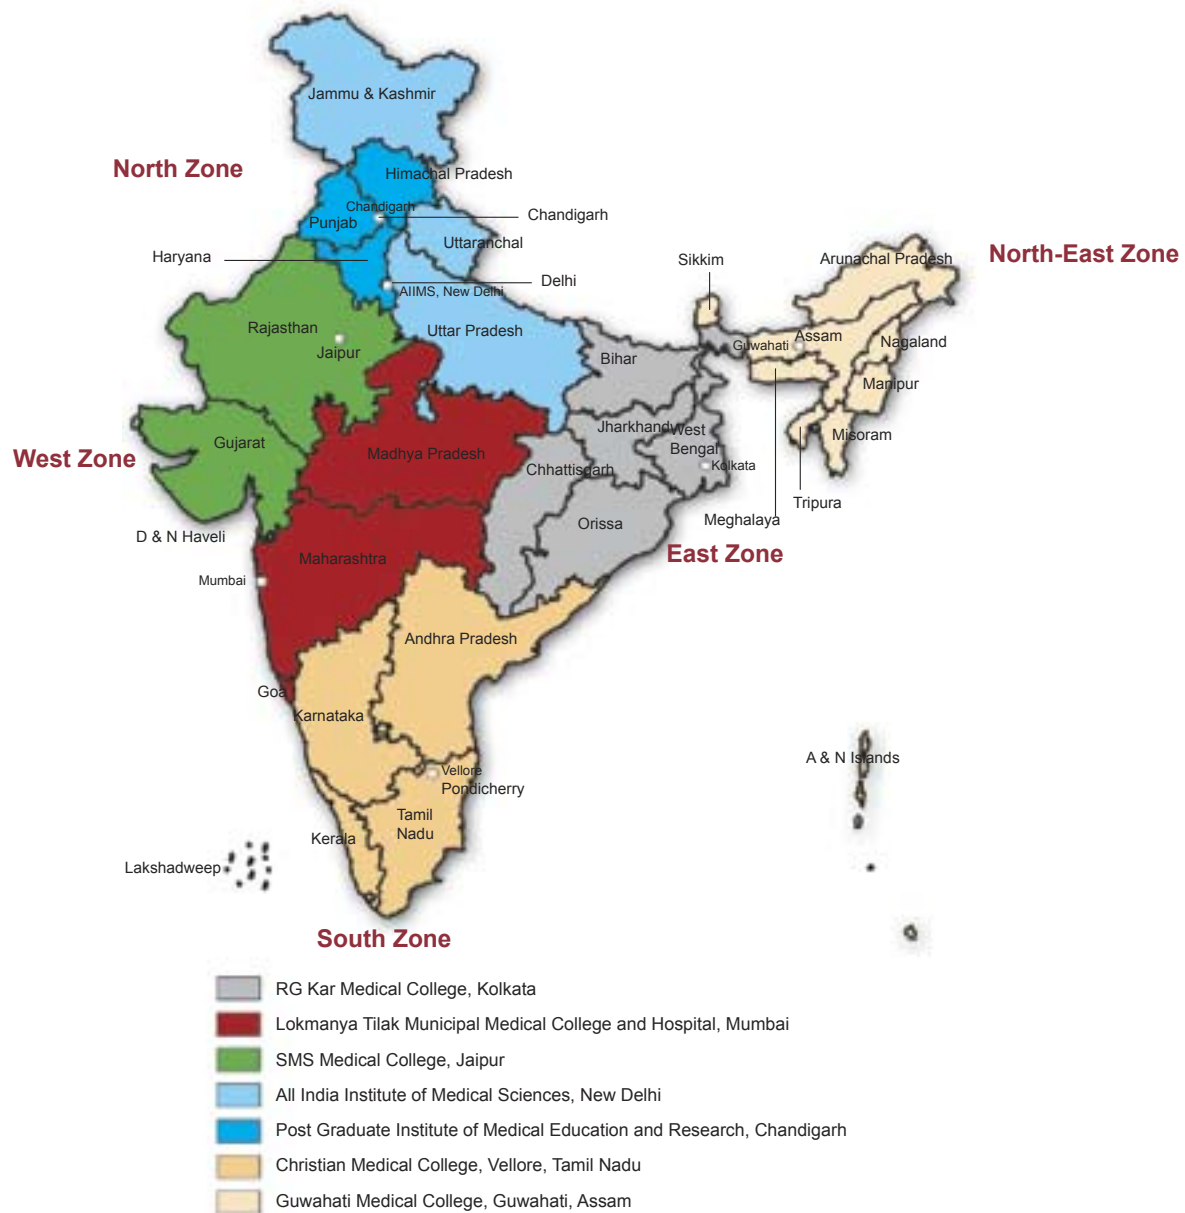 Jammu & Kashmir
North Zone
Himachal Pradesh
Chandigarh
Punjab
Chandigarh
Uttaranchal
Haryana
Delhi
AIIMS, New Delhi
Sikkim
Arunachal Pradesh
North-East Zone
Rajasthan
Jaipur
Uttar Pradesh
Bihar
Guwahati
Assam
Nagaland
Manipur
Misoram
Gujarat
West Zone
Madhya Pradesh
Jharkhand
West
Bengal
Kolkata
Chhattisgarh
Tripura
Meghalaya
Orissa
D & N Haveli
East Zone
Maharashtra
Mumbai
Andhra Pradesh
Goa
Karnataka
A & N Islands
Vellore
Pondicherry
Tamil
Nadu
Kerala
Lakshadweep
South Zone
RG Kar Medical College, Kolkata
Lokmanya Tilak Municipal Medical College and Hospital, Mumbai
SMS Medical College, Jaipur
All India Institute of Medical Sciences, New Delhi
Post Graduate Institute of Medical Education and Research, Chandigarh
Christian Medical College, Vellore, Tamil Nadu
Guwahati Medical College, Guwahati, Assam